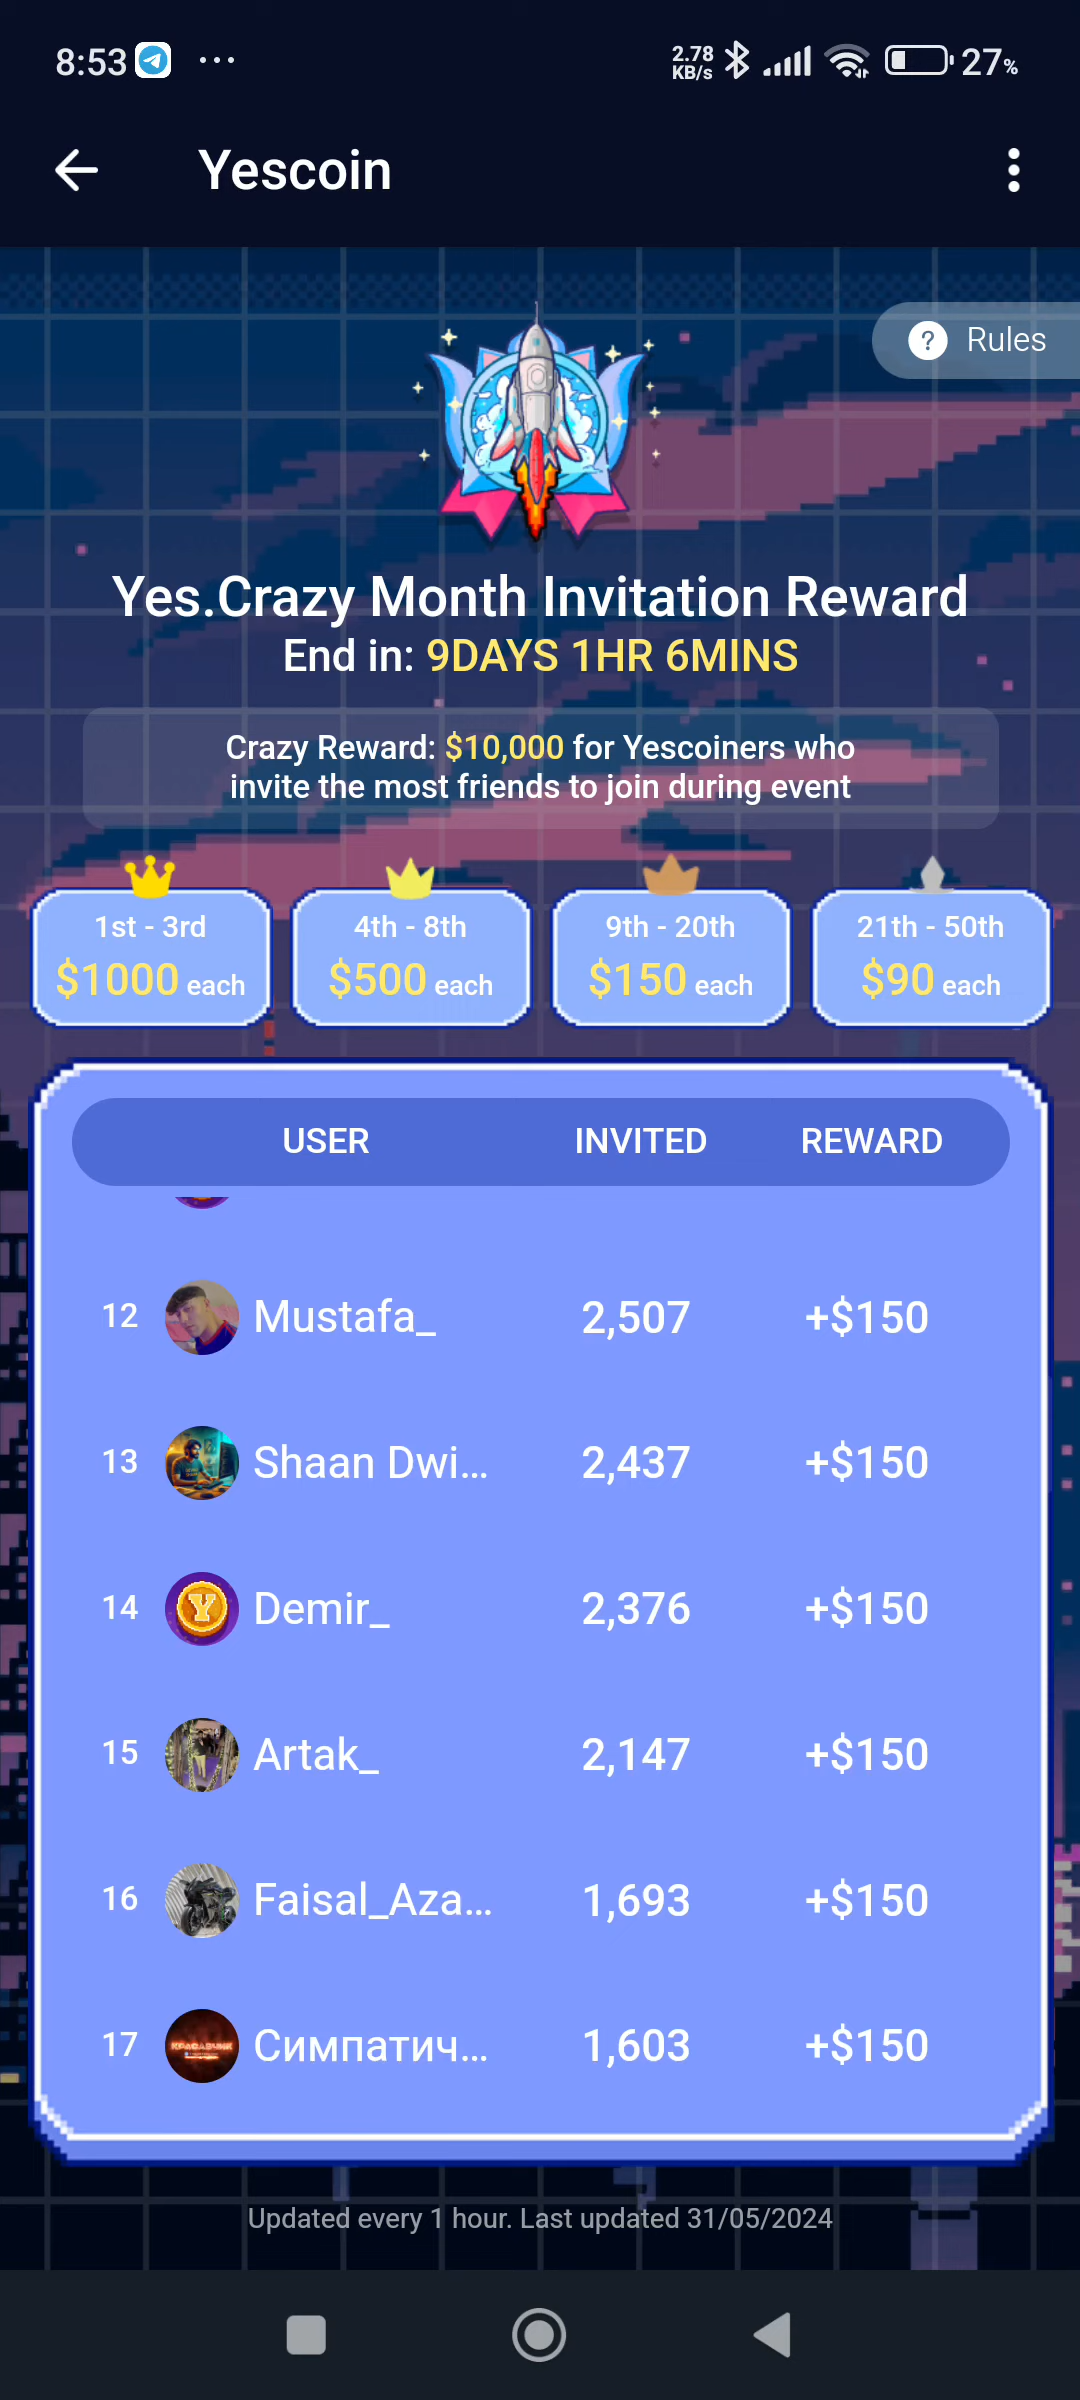 8:53
2.78
KB/s
27%
Yescoin
? Rules
Yes.Crazy Month Invitation Reward
End in: 9DAYS 1HR 6MINS
Crazy Reward: $10,000 for Yescoiners who
invite the most friends to join during event
1st - 3rd
$1000 each
4th - 8th
$500 each
9th - 20th
$150 each
21th - 50th
$90 each
USER INVITED REWARD
12 Mustafa_ 2,507 +$150
13 Shaan Dwi... 2,437 +$150
14 Y Demir_ 2,376 +$150
15 Artak_ 2,147 +$150
16 Faisal_Aza... 1,693 +$150
17 Симпатич... 1,603 +$150
Updated every 1 hour. Last updated 31/05/2024